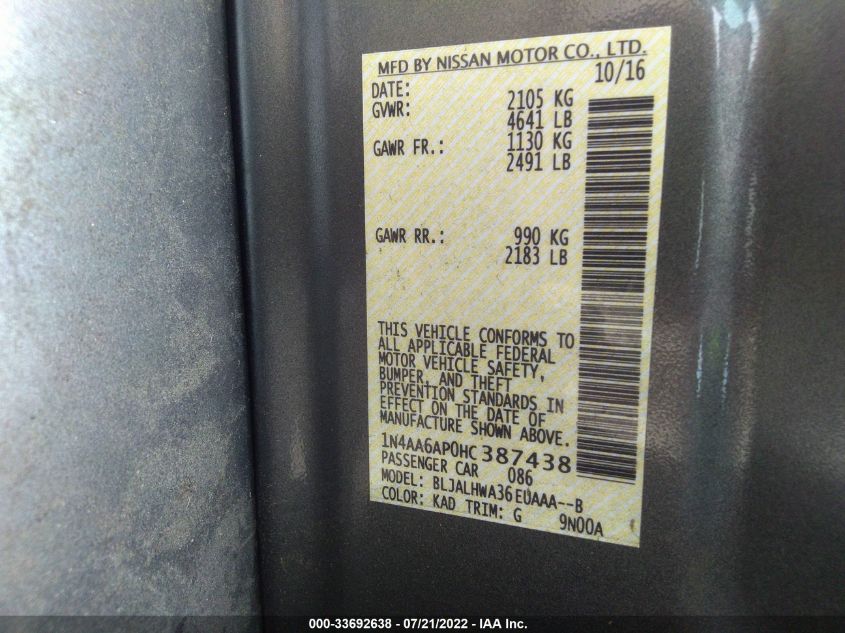 MFD BY NISSAN MOTOR CO., LTD.
DATE: 10/16
GVWR: 2105 KG
4641 LB
GAWR FR.: 1130 KG
2491 LB
GAWR RR.: 990 KG
2183 LB
THIS VEHICLE CONFORMS TO
ALL APPLICABLE FEDERAL
MOTOR VEHICLE SAFETY,
BUMPER, AND THEFT
PREVENTION STANDARDS IN
EFFECT ON THE DATE OF
MANUFACTURE SHOWN ABOVE.
1N4AA6AP0HC387438
PASSENGER CAR 086
MODEL: BLJALHWA36EUAAA--B
COLOR: KAD TRIM: G 9N00A
000-33692638 - 07/21/2022 - IAA Inc.